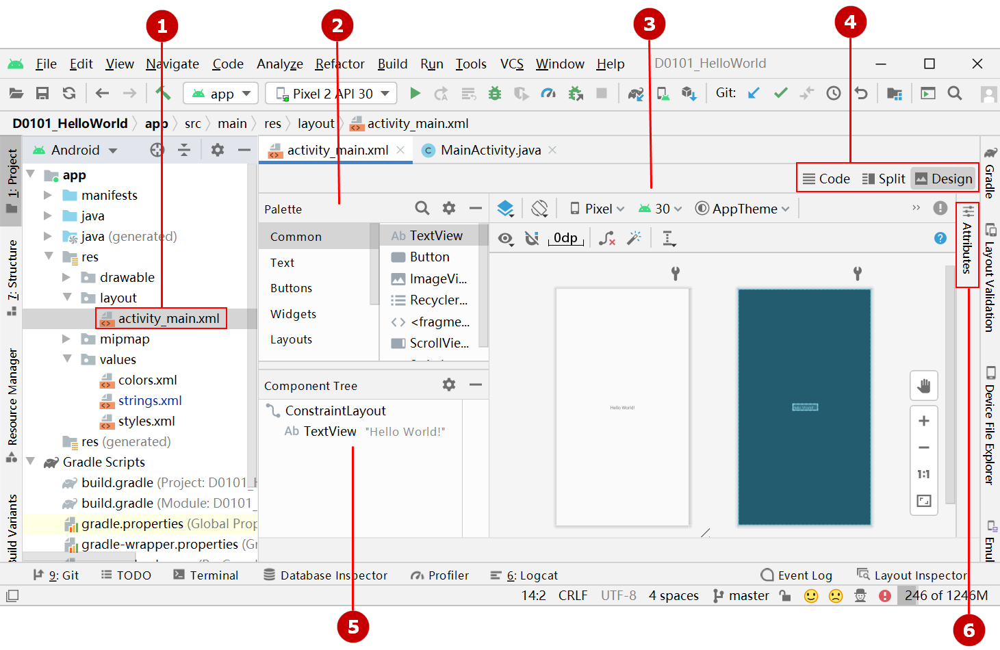 1
2
3
4
File Edit View Navigate Code Analyze Refactor Build Run Tools VCS Window Help D0101_HelloWorld
app Pixel 2 API 30 Git:
D0101_HelloWorld app src main res layout activity_main.xml
1: Project
7: Structure
Resource Manager
Build Variants
Android
app
manifests
java
java (generated)
res
drawable
layout
activity_main.xml
mipmap
values
colors.xml
strings.xml
styles.xml
res (generated)
Gradle Scripts
build.gradle (Project: D0101_H
build.gradle (Module: D0101_
gradle.properties (Global Prop
gradle-wrapper.properties (Gr
activity_main.xml MainActivity.java
Code Split Design
Palette
Common
Text
Buttons
Widgets
Layouts
Ab TextView
Button
ImageVi...
Recycler...
<fragme...
ScrollVie...
Pixel 30 AppTheme
0dp
Hello World!
Hello World!
1:1
Component Tree
ConstraintLayout
Ab TextView "Hello World!"
Attributes
Gradle
Layout Validation
Device File Explorer
Emul
9: Git TODO Terminal Database Inspector Profiler 6: Logcat Event Log Layout Inspector
14:2 CRLF UTF-8 4 spaces master 246 of 1246M
5
6